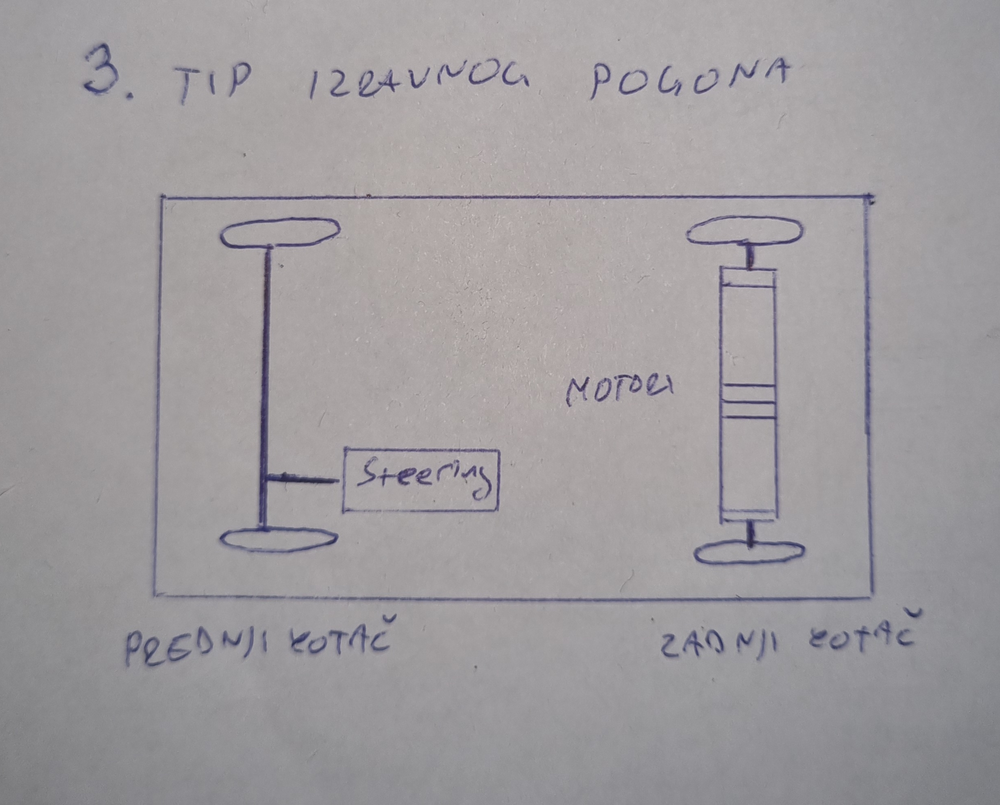 3. TIP IZRAVNOG POGONA
MOTORI
Steering
PREDNJI KOTAČ
ZADNJI KOTAČ